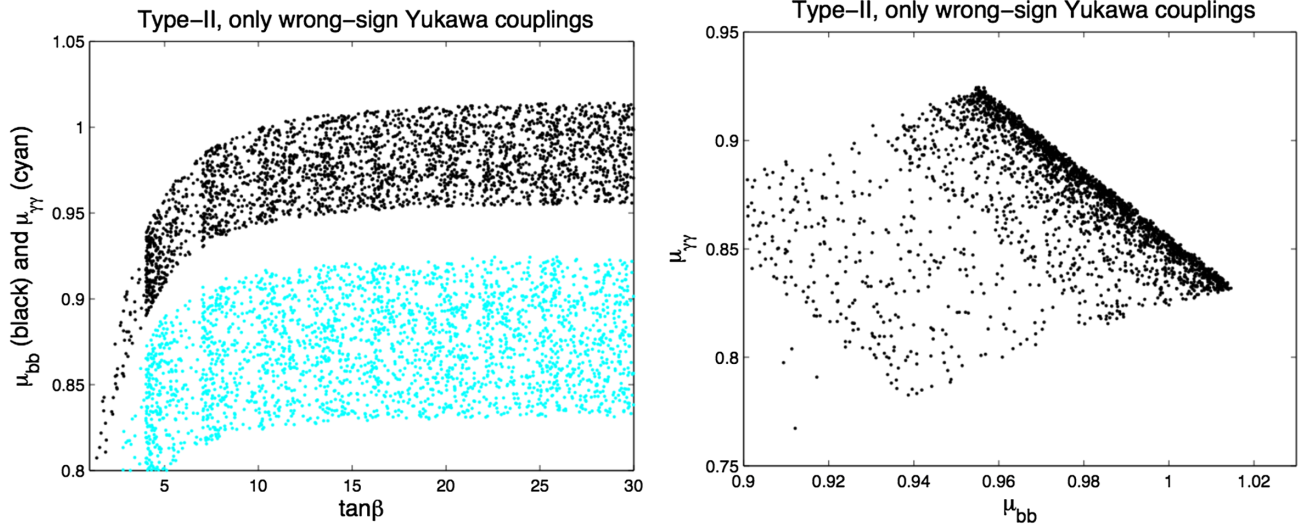 Type−II, only wrong−sign Yukawa couplings
1.05
1
0.95
0.9
0.85
0.8
μbb (black) and μγγ (cyan)
5 10 15 20 25 30
tanβ
Type−II, only wrong−sign Yukawa couplings
0.95
0.9
0.85
0.8
0.75
μγγ
0.9 0.92 0.94 0.96 0.98 1 1.02
μbb